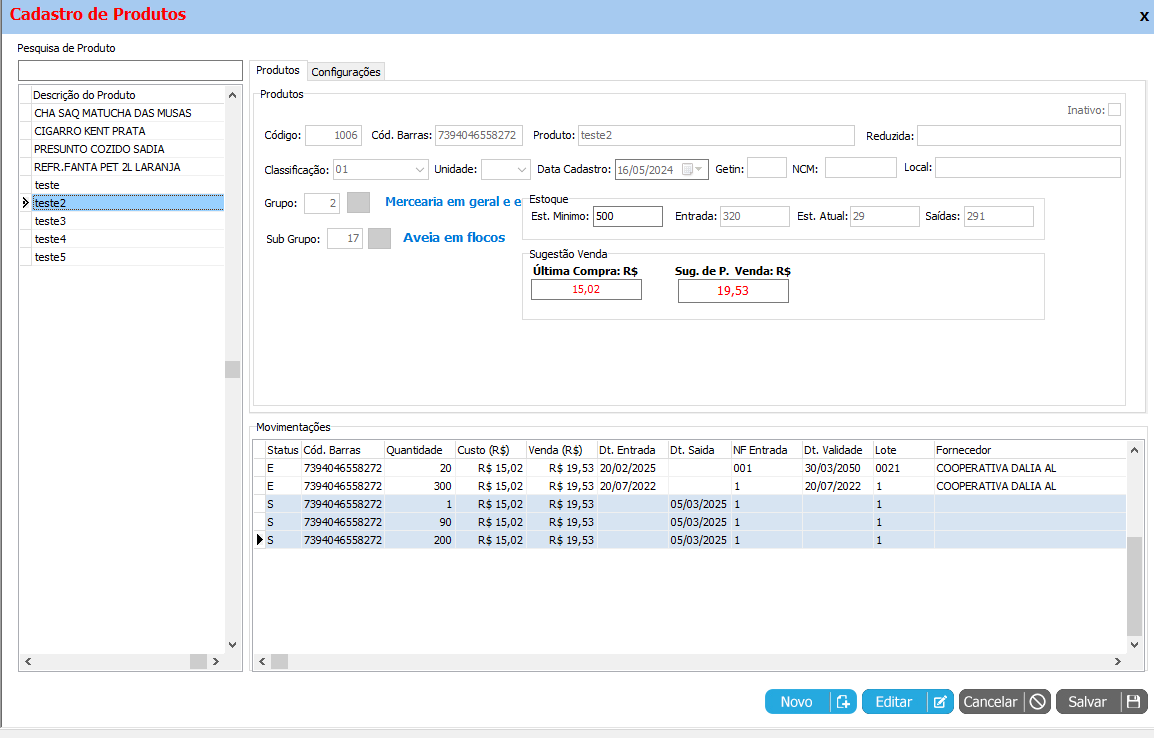 Cadastro de Produtos
x
Pesquisa de Produto
Descrição do Produto
CHA SAQ MATUCHA DAS MUSAS
CIGARRO KENT PRATA
PRESUNTO COZIDO SADIA
REFR.FANTA PET 2L LARANJA
teste
teste2
teste3
teste4
teste5
Produtos Configurações
Produtos
Inativo:
Código: 1006 Cód. Barras: 7394046558272 Produto: teste2 Reduzida:
Classificação: 01 Unidade: Data Cadastro: 16/05/2024 Getin: NCM: Local:
Grupo: 2 Mercearia em geral e e
Sub Grupo: 17 Aveia em flocos
Estoque
Est. Minimo: 500 Entrada: 320 Est. Atual: 29 Saídas: 291
Sugestão Venda
Última Compra: R$ Sug. de P. Venda: R$
15,02 19,53
Movimentações
Status Cód. Barras Quantidade Custo (R$) Venda (R$) Dt. Entrada Dt. Saida NF Entrada Dt. Validade Lote Fornecedor
E 7394046558272 20 R$ 15,02 R$ 19,53 20/02/2025 001 30/03/2050 0021 COOPERATIVA DALIA AL
E 7394046558272 300 R$ 15,02 R$ 19,53 20/07/2022 1 20/07/2022 1 COOPERATIVA DALIA AL
S 7394046558272 1 R$ 15,02 R$ 19,53 05/03/2025 1 1
S 7394046558272 90 R$ 15,02 R$ 19,53 05/03/2025 1 1
S 7394046558272 200 R$ 15,02 R$ 19,53 05/03/2025 1 1
Novo Editar Cancelar Salvar